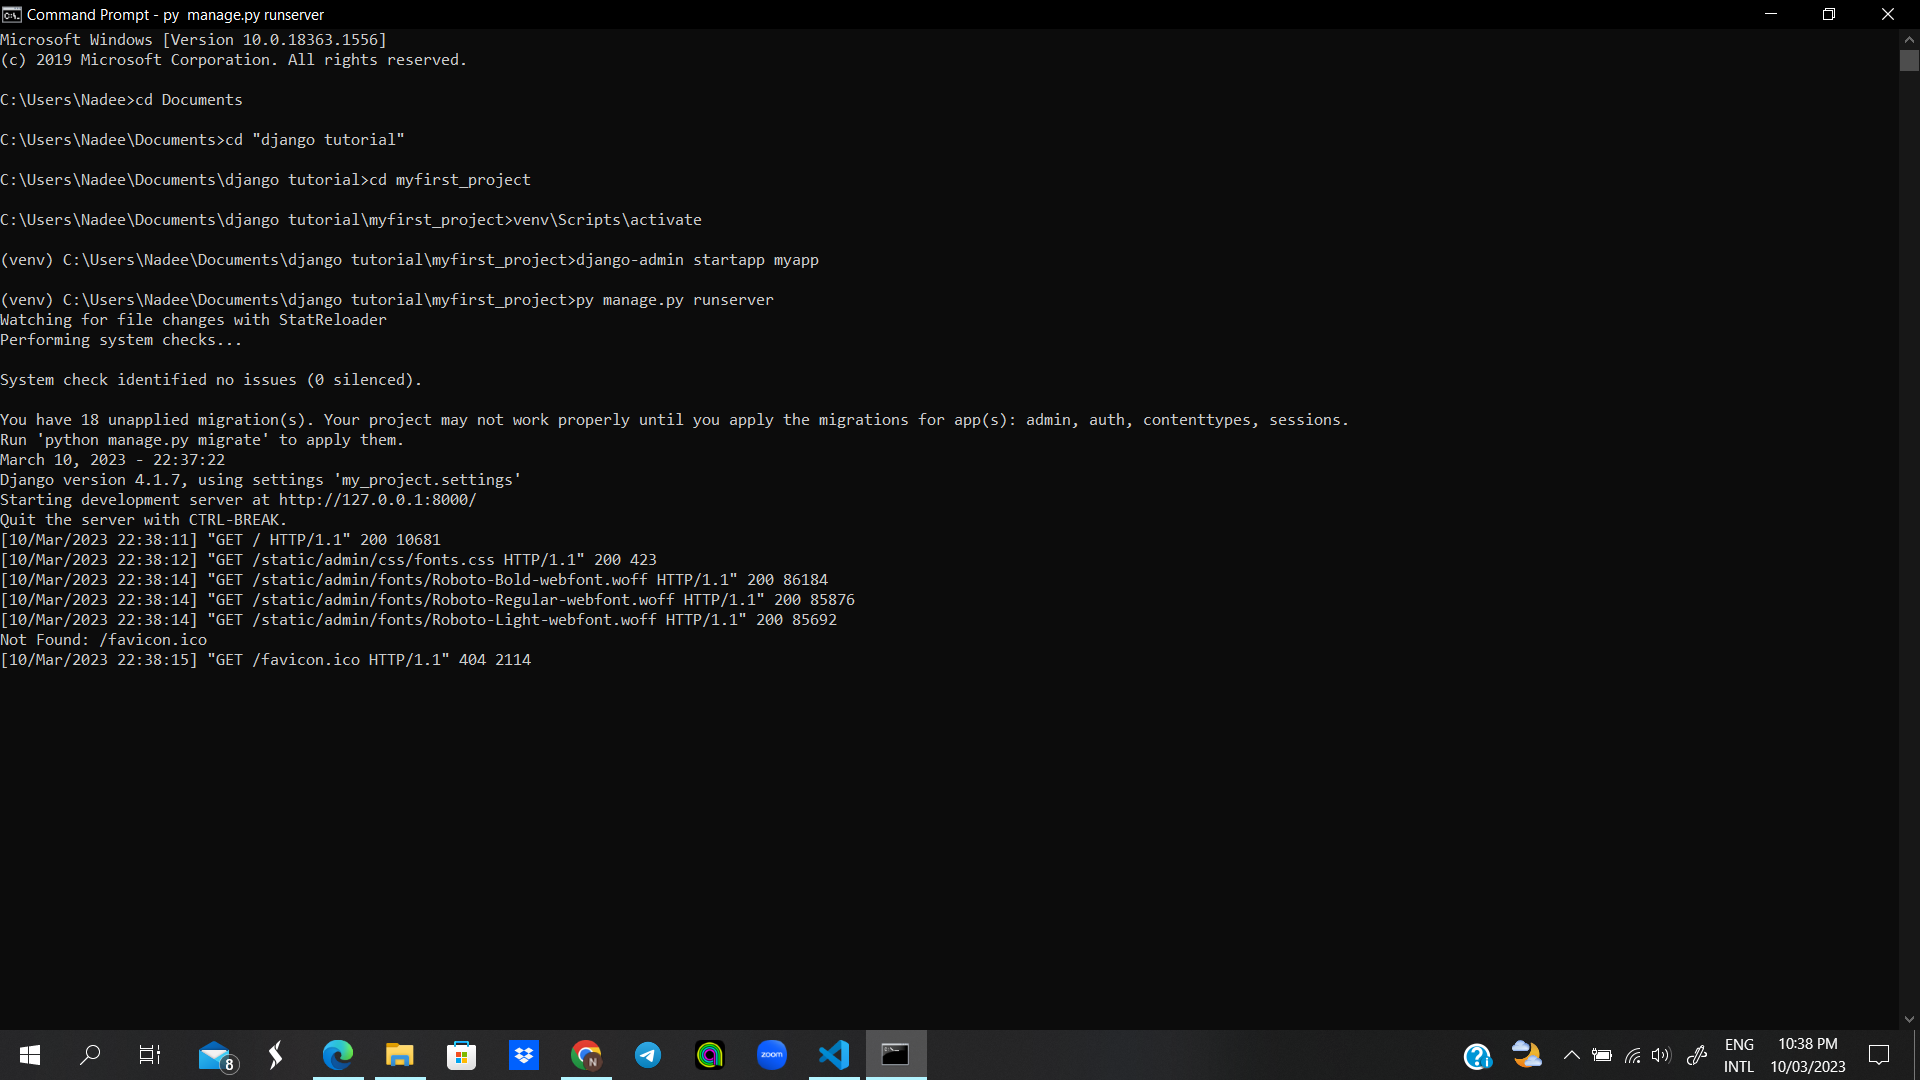 Command Prompt - py  manage.py runserver
Microsoft Windows [Version 10.0.18363.1556]
(c) 2019 Microsoft Corporation. All rights reserved.
C:\Users\Nadee>cd Documents
C:\Users\Nadee\Documents>cd "django tutorial"
C:\Users\Nadee\Documents\django tutorial>cd myfirst_project
C:\Users\Nadee\Documents\django tutorial\myfirst_project>venv\Scripts\activate
(venv) C:\Users\Nadee\Documents\django tutorial\myfirst_project>django-admin startapp myapp
(venv) C:\Users\Nadee\Documents\django tutorial\myfirst_project>py manage.py runserver
Watching for file changes with StatReloader
Performing system checks...
System check identified no issues (0 silenced).
You have 18 unapplied migration(s). Your project may not work properly until you apply the migrations for app(s): admin, auth, contenttypes, sessions.
Run 'python manage.py migrate' to apply them.
March 10, 2023 - 22:37:22
Django version 4.1.7, using settings 'my_project.settings'
Starting development server at http://127.0.0.1:8000/
Quit the server with CTRL-BREAK.
[10/Mar/2023 22:38:11] "GET / HTTP/1.1" 200 10681
[10/Mar/2023 22:38:12] "GET /static/admin/css/fonts.css HTTP/1.1" 200 423
[10/Mar/2023 22:38:14] "GET /static/admin/fonts/Roboto-Bold-webfont.woff HTTP/1.1" 200 86184
[10/Mar/2023 22:38:14] "GET /static/admin/fonts/Roboto-Regular-webfont.woff HTTP/1.1" 200 85876
[10/Mar/2023 22:38:14] "GET /static/admin/fonts/Roboto-Light-webfont.woff HTTP/1.1" 200 85692
Not Found: /favicon.ico
[10/Mar/2023 22:38:15] "GET /favicon.ico HTTP/1.1" 404 2114
8
N
zoom
ENG
INTL
10:38 PM
10/03/2023